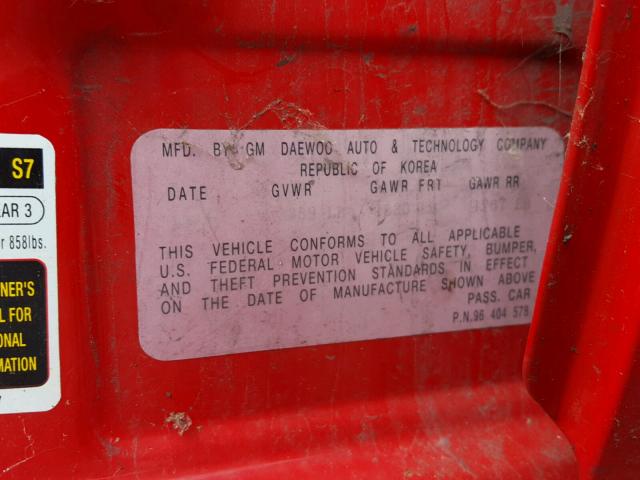 S7
EAR 3
r 858lbs.
NER'S
L FOR
ONAL
MATION
MFD. BY GM DAEWOO AUTO & TECHNOLOGY COMPANY
REPUBLIC OF KOREA
DATE GVWR GAWR FRT GAWR RR
THIS VEHICLE CONFORMS TO ALL APPLICABLE
U.S. FEDERAL MOTOR VEHICLE SAFETY, BUMPER,
AND THEFT PREVENTION STANDARDS IN EFFECT
ON THE DATE OF MANUFACTURE SHOWN ABOVE
PASS. CAR
P.N.96 404 578